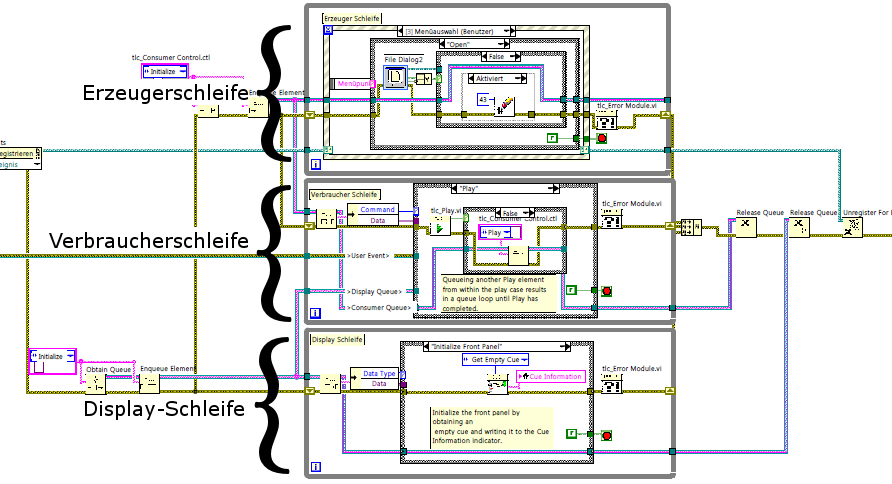 Erzeuger Schleife
[3] Menüauswahl (Benutzer)
"Open"
False
tlc_Consumer Control.ctl
Initialize
File Dialog2
Aktiviert
Menüpun
43
Erzeugerschleife
Element
tlc_Error Module.vi
F
i
ts
egistrieren
eignis
Verbraucher Schleife
"Play"
Command
Data
tlc_Play.vi
False
tlc_Consumer Control.ctl
Play
tlc_Error Module.vi
Release Queue
Release Queue
Unregister For
Verbraucherschleife
>User Event>
>Display Queue>
>Consumer Queue>
Queueing another Play element
from within the play case results
in a queue loop until Play has
completed.
F
i
Display Schleife
"Initialize Front Panel"
Get Empty Cue
Initialize
Obtain Queue
Enqueue Element
Data Type
Data
Cue Information
tlc_Error Module.vi
Display-Schleife
Initialize the front panel by
obtaining an
empty cue and writing it to the Cue
Information indicator.
F
i